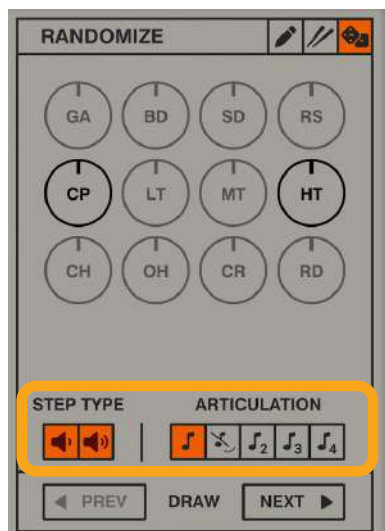 RANDOMIZE
GA BD SD RS
CP LT MT HT
CH OH CR RD
STEP TYPE ARTICULATION
2 3 4
PREV DRAW NEXT